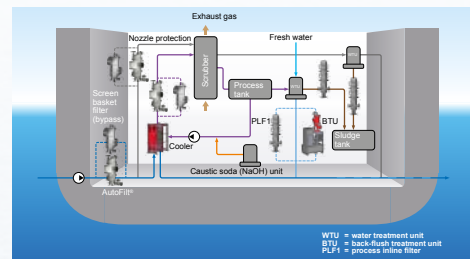 Exhaust gas
Nozzle protection
Fresh water
Scrubber
Screen
basket
filter
(bypass)
Process
tank
PLF1
BTU
Sludge
tank
Cooler
Caustic soda (NaOH) unit
AutoFilt®
WTU = water treatment unit
BTU = back-flush treatment unit
PLF1 = process inline filter